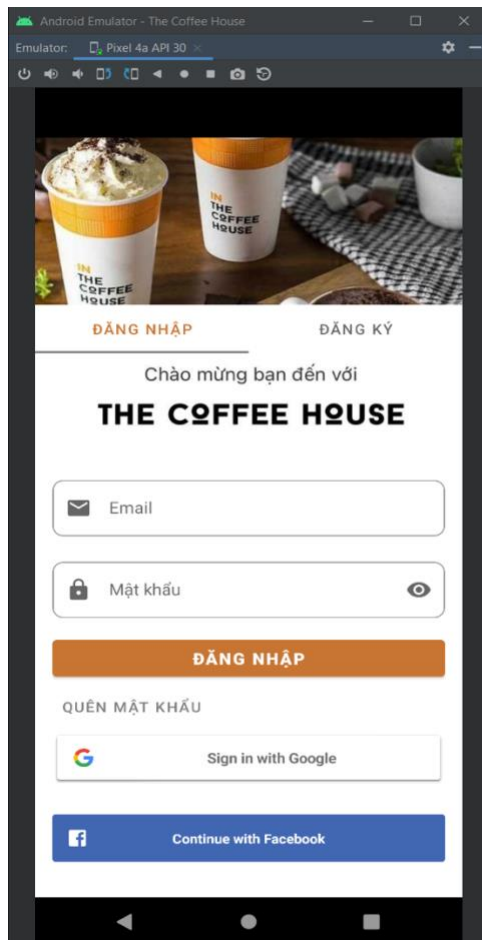 Android Emulator - The Coffee House
Emulator: Pixel 4a API 30
IN
THE
COFFEE
HOUSE
IN
THE
COFFEE
HOUSE
ĐĂNG NHẬP ĐĂNG KÝ
Chào mừng bạn đến với
THE COFFEE HOUSE
Email
Mật khẩu
ĐĂNG NHẬP
QUÊN MẬT KHẨU
Sign in with Google
Continue with Facebook